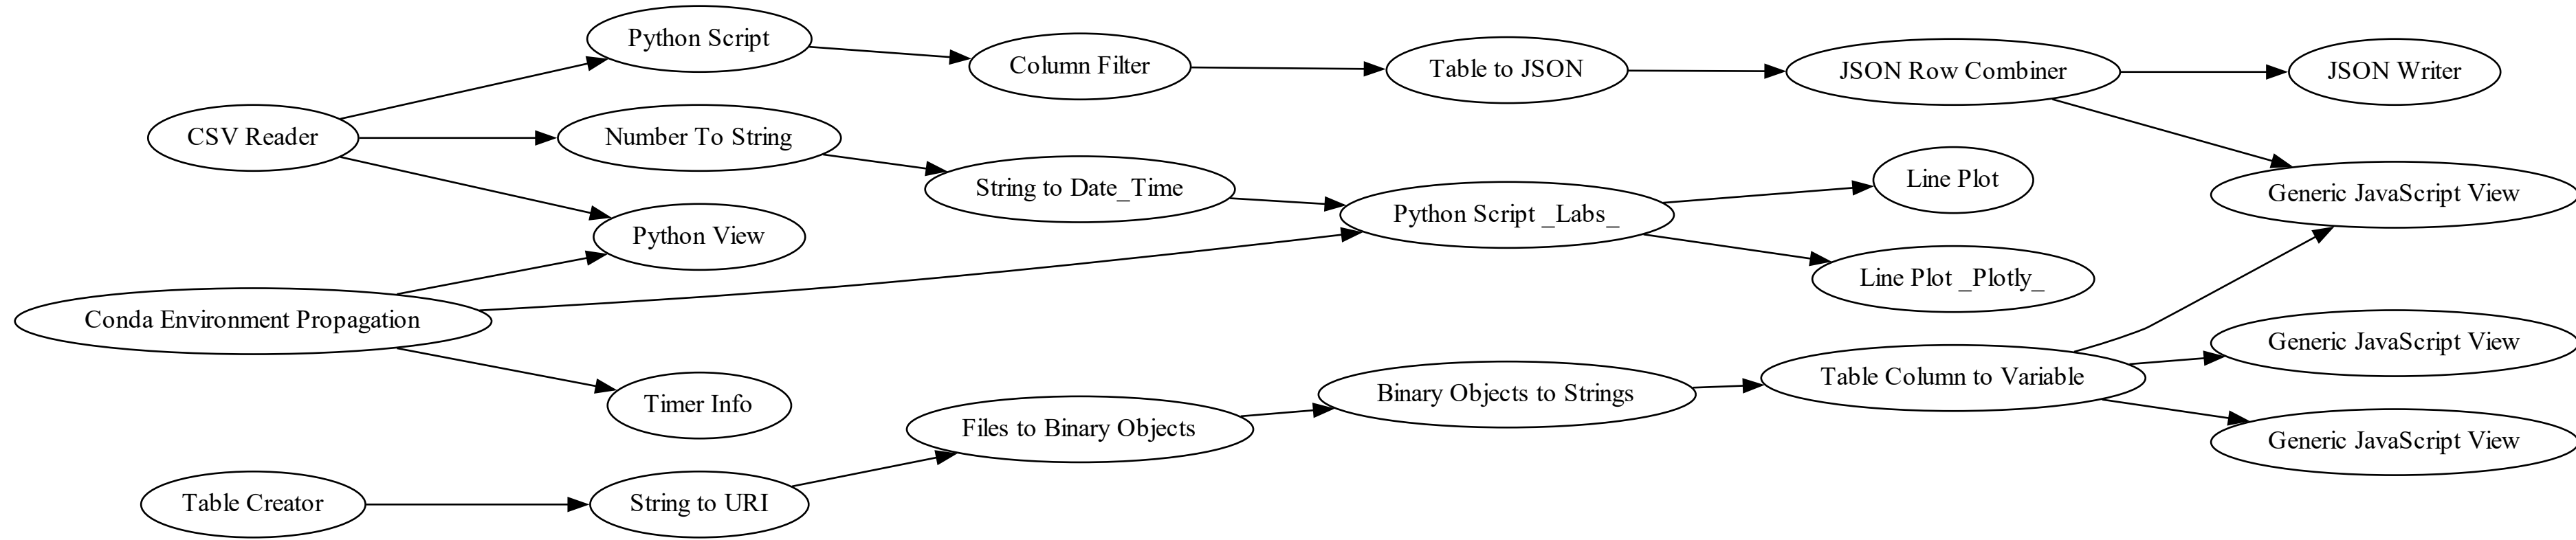 Python Script
Column Filter
Table to JSON
JSON Row Combiner
JSON Writer
CSV Reader
Number To String
String to Date_Time
Python Script _Labs_
Line Plot
Generic JavaScript View
Python View
Line Plot _Plotly_
Conda Environment Propagation
Generic JavaScript View
Timer Info
Binary Objects to Strings
Table Column to Variable
Files to Binary Objects
Generic JavaScript View
Table Creator
String to URI